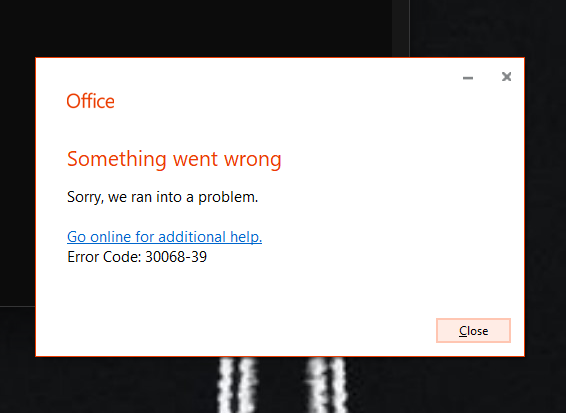 Office
Something went wrong
Sorry, we ran into a problem.
Go online for additional help.
Error Code: 30068-39
Close